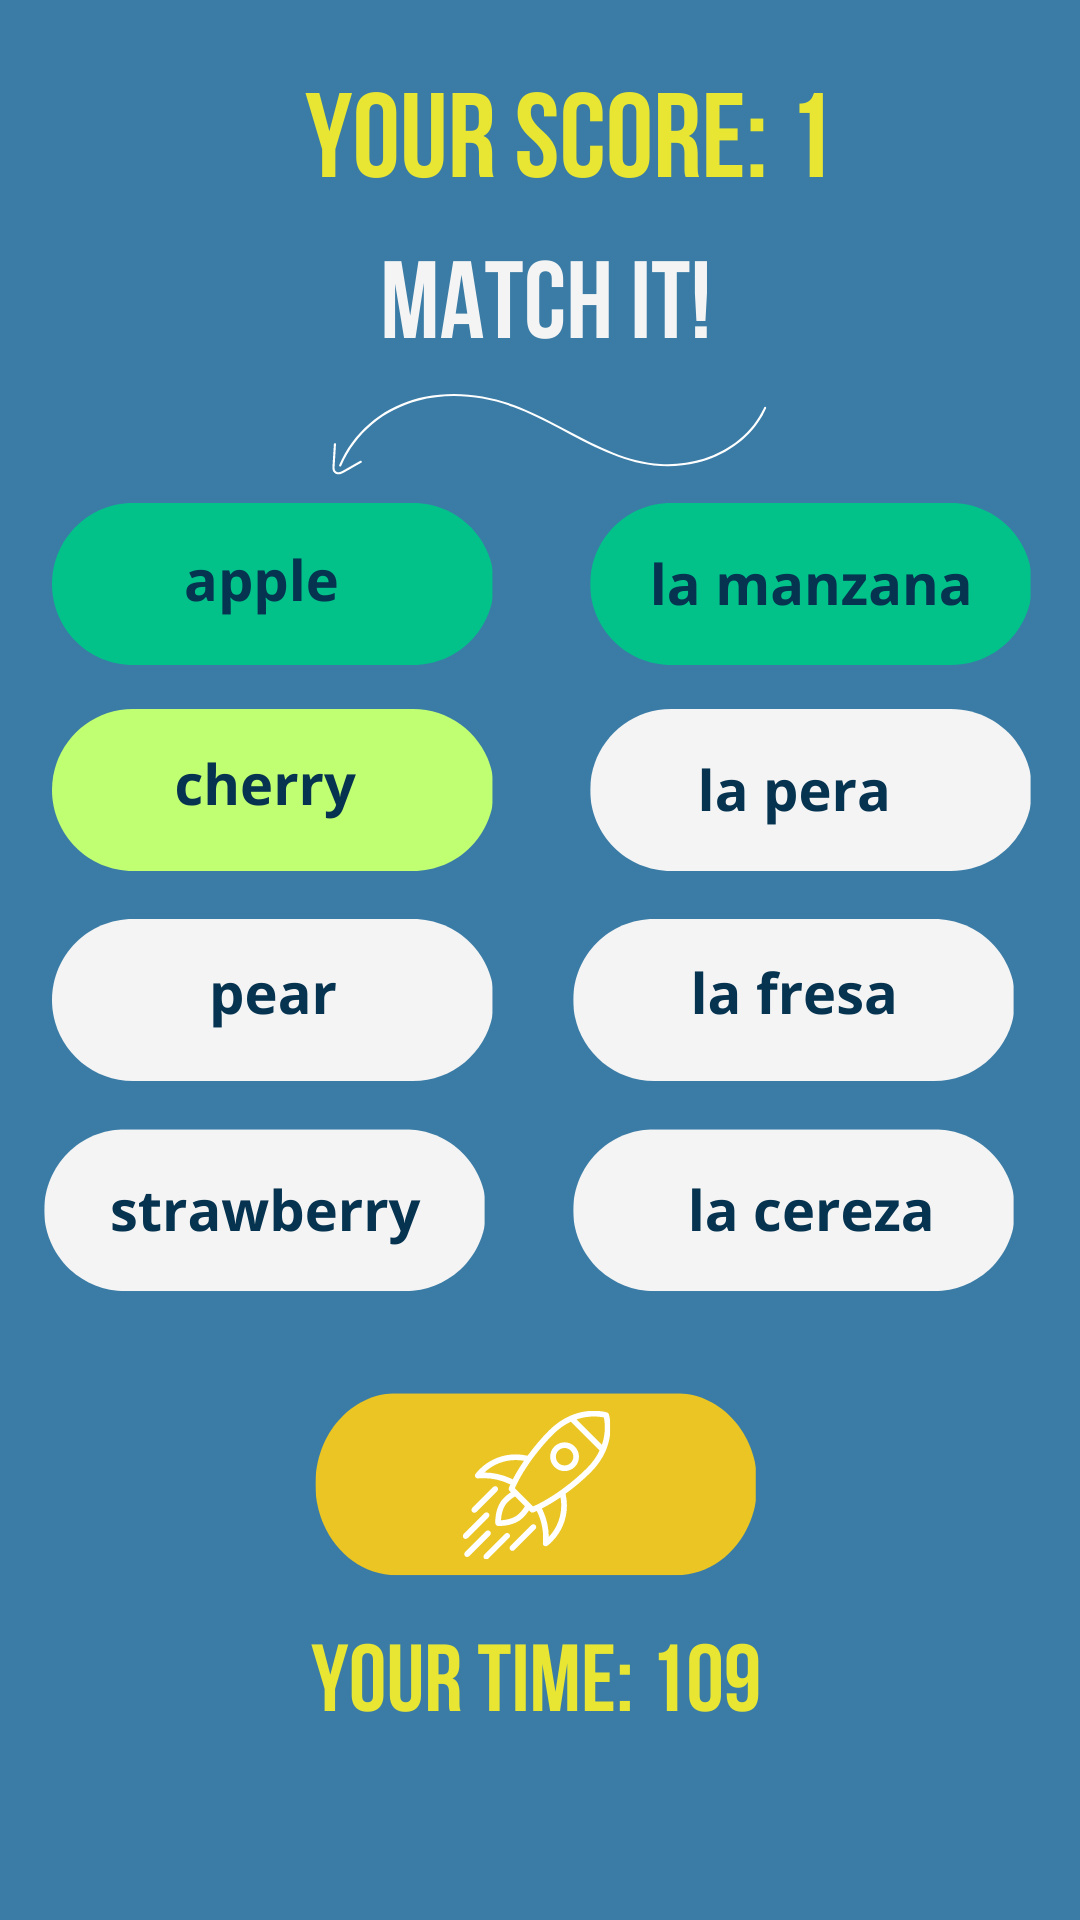 YOUR SCORE: 1
MATCH IT!
apple
la manzana
cherry
la pera
pear
la fresa
strawberry
la cereza
YOUR TIME: 109